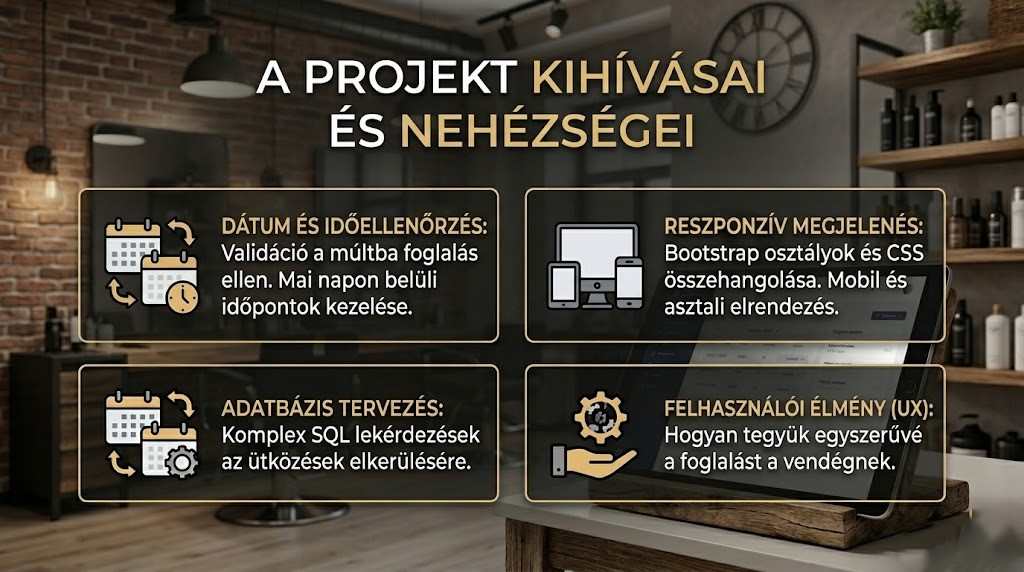 A PROJEKT KIHÍVÁSAI
ÉS NEHÉZSÉGEI
DÁTUM ÉS IDŐELLENŐRZÉS:
Validáció a múltba foglalás
ellen. Mai napon belüli
időpontok kezelése.
RESZPONZÍV MEGJELENÉS:
Bootstrap osztályok és CSS
összehangolása. Mobil és
asztali elrendezés.
ADATBÁZIS TERVEZÉS:
Komplex SQL lekérdezések
az ütközések elkerülésére.
FELHASZNÁLÓI ÉLMÉNY (UX):
Hogyan tegyük egyszerűvé
a foglalást a vendégnek.